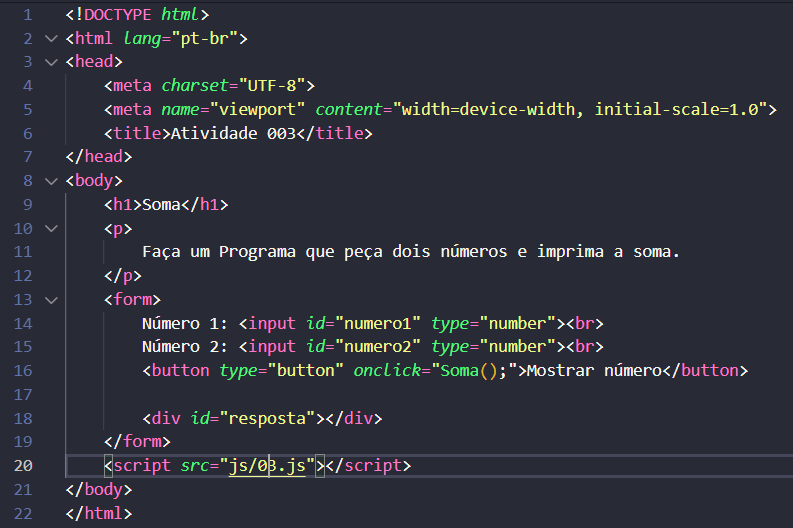 1 <!DOCTYPE html>
2 <html lang="pt-br">
3 <head>
4 <meta charset="UTF-8">
5 <meta name="viewport" content="width=device-width, initial-scale=1.0">
6 <title>Atividade 003</title>
7 </head>
8 <body>
9 <h1>Soma</h1>
10 <p>
11 Faça um Programa que peça dois números e imprima a soma.
12 </p>
13 <form>
14 Número 1: <input id="numero1" type="number"><br>
15 Número 2: <input id="numero2" type="number"><br>
16 <button type="button" onclick="Soma();">Mostrar número</button>
17
18 <div id="resposta"></div>
19 </form>
20 <script src="js/03.js"></script>
21 </body>
22 </html>